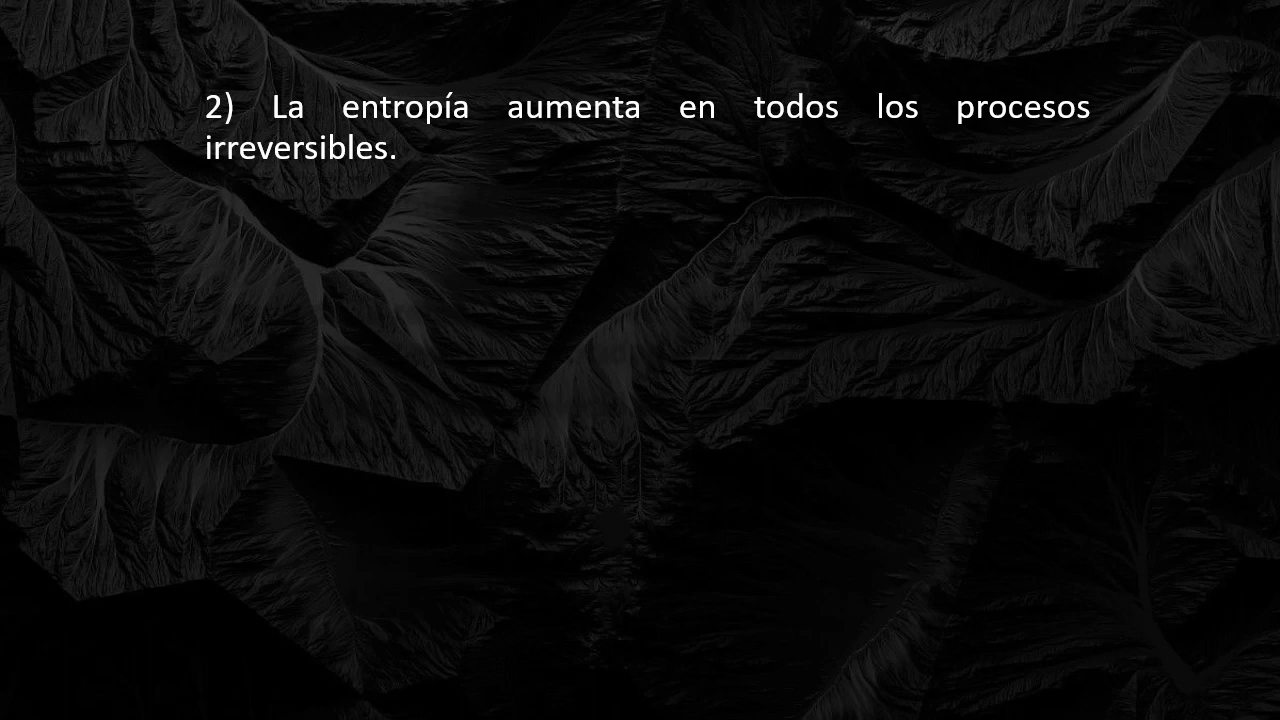 2) La entropía aumenta en todos los procesos
irreversibles.